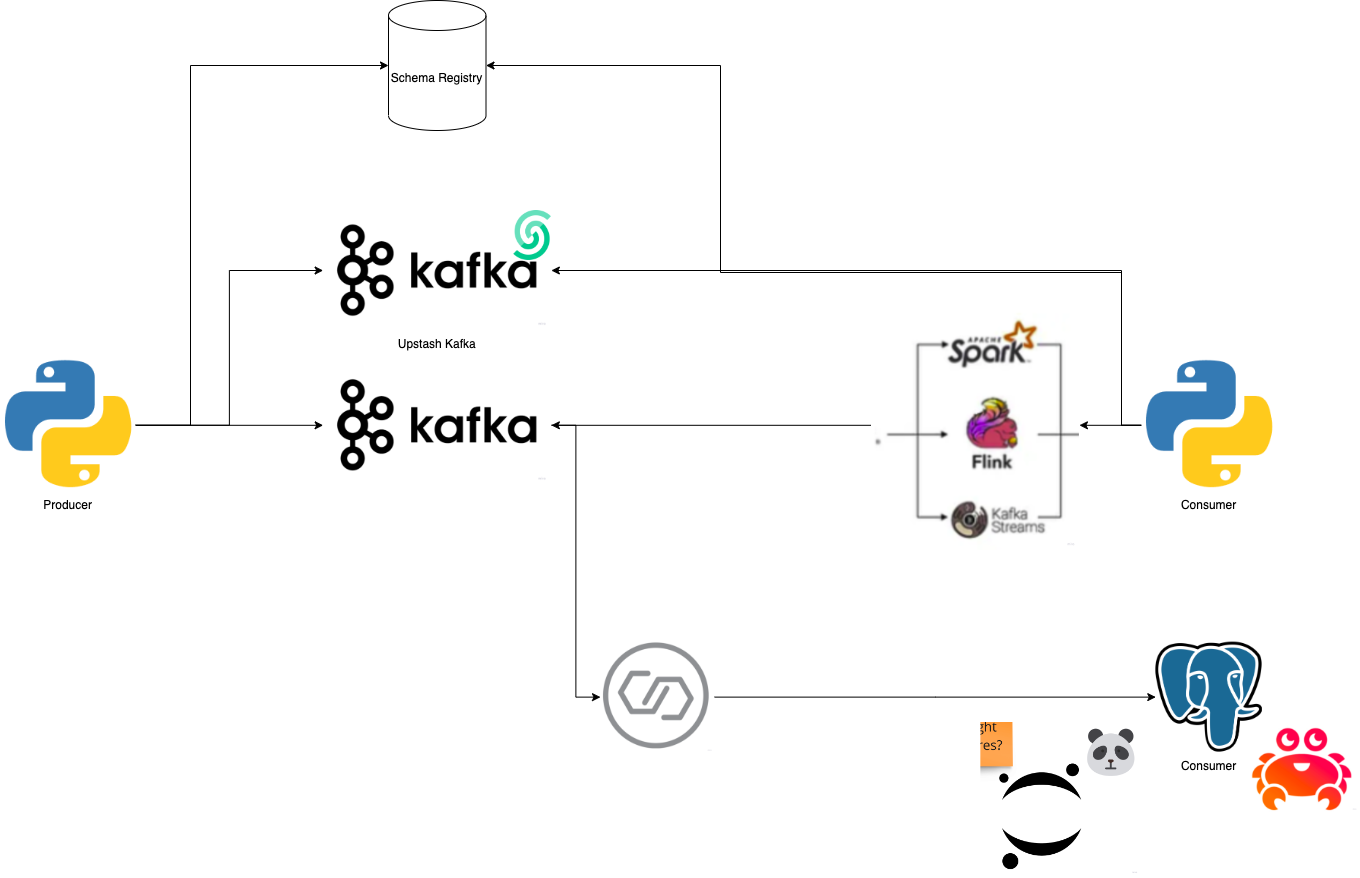 Schema Registry
kafka
Upstash Kafka
kafka
Producer
APACHE
Spark
Flink
Kafka
Streams
Consumer
ght
res?
Consumer